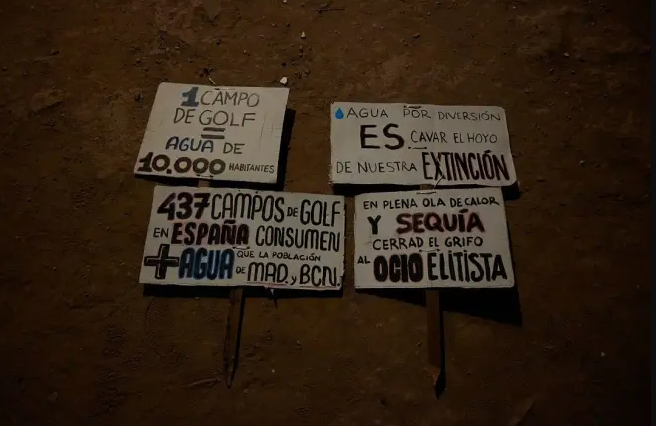 1 CAMPO
DE GOLF
=
AGUA DE
10.000 HABITANTES
437 CAMPOS DE GOLF
EN ESPAÑA CONSUMEN
+ AGUA QUE LA POBLACIÓN
DE MAD. Y BCN.
AGUA POR DIVERSIÓN
ES CAVAR EL HOYO
DE NUESTRA EXTINCIÓN
EN PLENA OLA DE CALOR
Y SEQUÍA
CERRAD EL GRIFO
AL OCIO ELITISTA